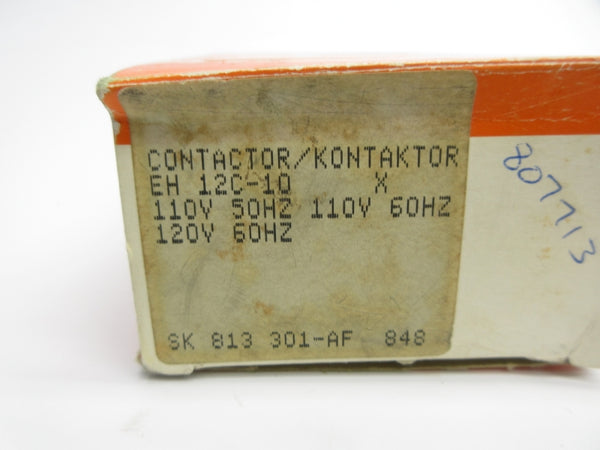 CONTACTOR/KONTAKTOR
EH 12C-10 X
110V 50HZ 110V 60HZ
120V 60HZ
SK 813 301-AF 848
807713